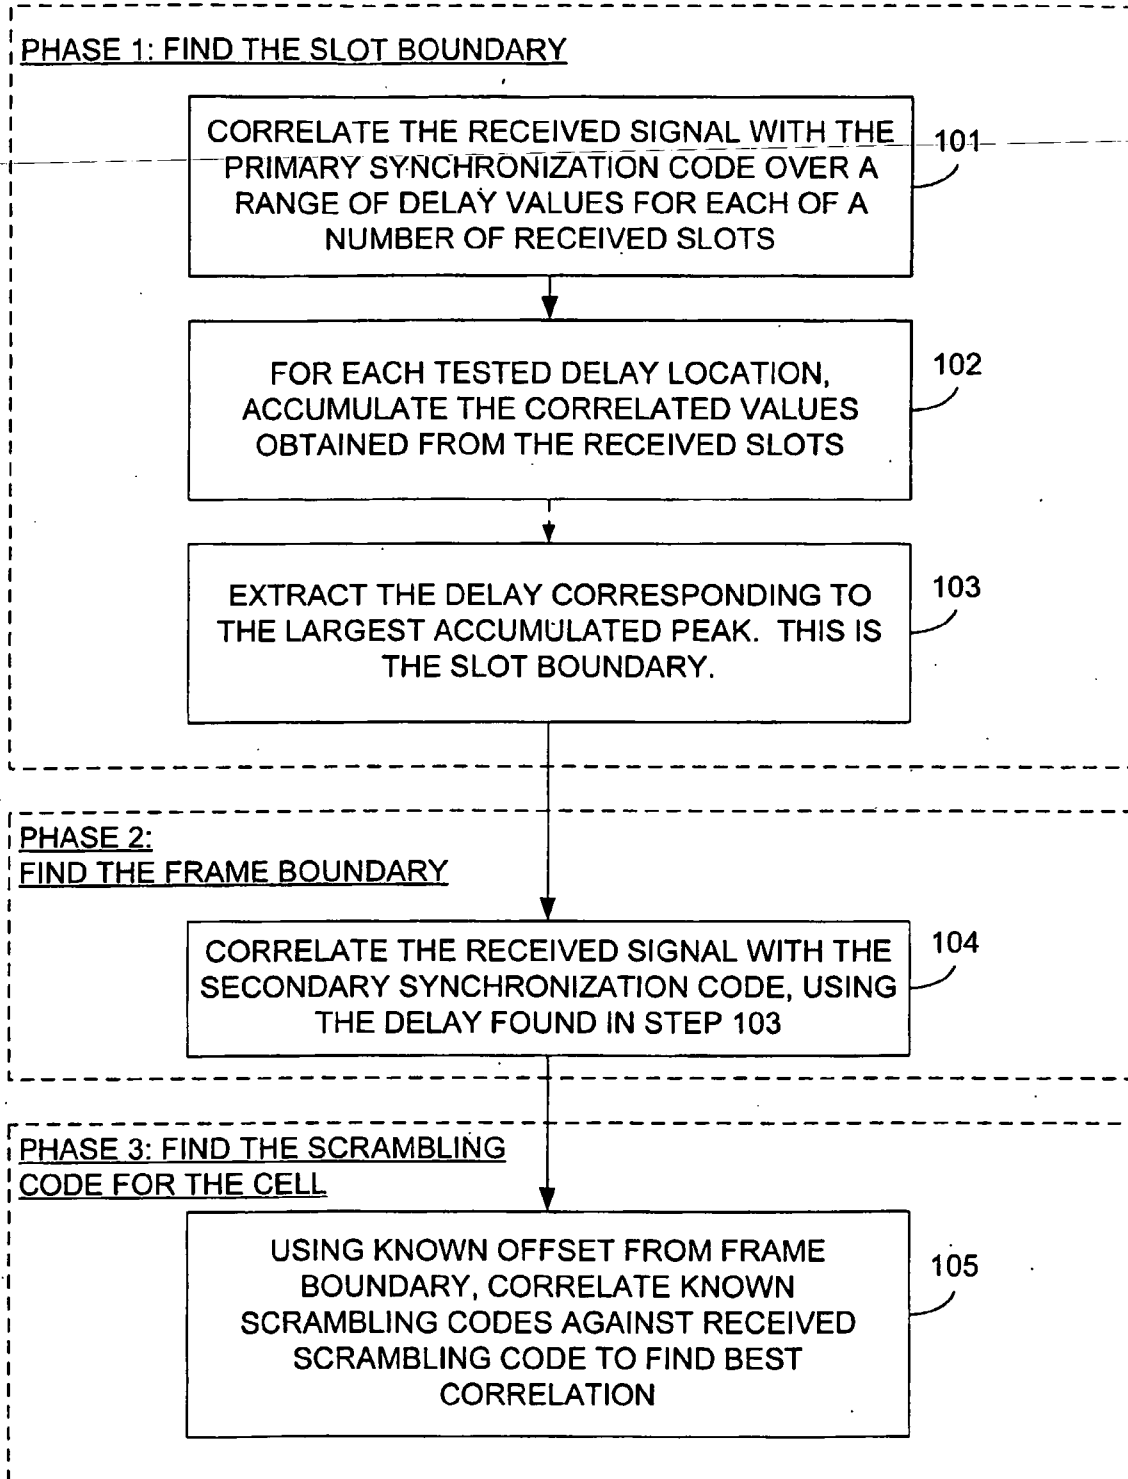 PHASE 1: FIND THE SLOT BOUNDARY
CORRELATE THE RECEIVED SIGNAL WITH THE
PRIMARY SYNCHRONIZATION CODE OVER A
RANGE OF DELAY VALUES FOR EACH OF A
NUMBER OF RECEIVED SLOTS
101
FOR EACH TESTED DELAY LOCATION,
ACCUMULATE THE CORRELATED VALUES
OBTAINED FROM THE RECEIVED SLOTS
102
EXTRACT THE DELAY CORRESPONDING TO
THE LARGEST ACCUMULATED PEAK. THIS IS
THE SLOT BOUNDARY.
103
PHASE 2:
FIND THE FRAME BOUNDARY
CORRELATE THE RECEIVED SIGNAL WITH THE
SECONDARY SYNCHRONIZATION CODE, USING
THE DELAY FOUND IN STEP 103
104
PHASE 3: FIND THE SCRAMBLING
CODE FOR THE CELL
USING KNOWN OFFSET FROM FRAME
BOUNDARY, CORRELATE KNOWN
SCRAMBLING CODES AGAINST RECEIVED
SCRAMBLING CODE TO FIND BEST
CORRELATION
105